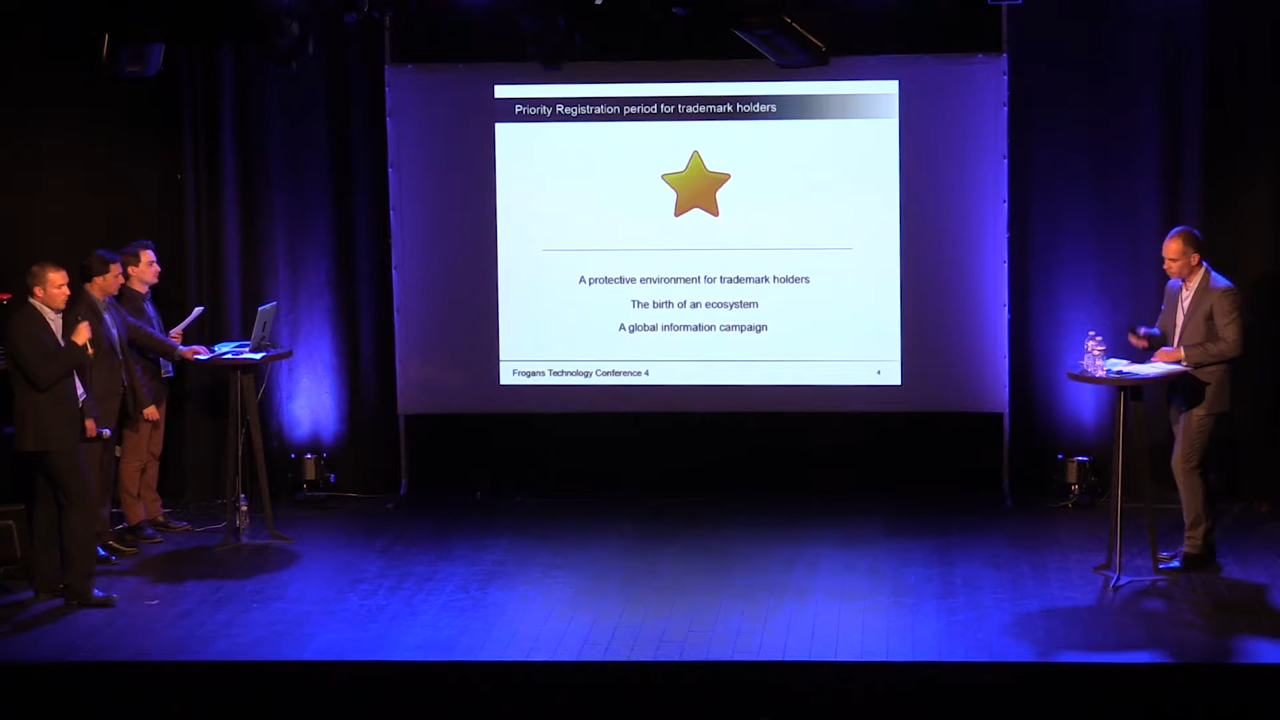 Priority Registration period for trademark holders
A protective environment for trademark holders
The birth of an ecosystem
A global information campaign
Frogans Technology Conference 4
4